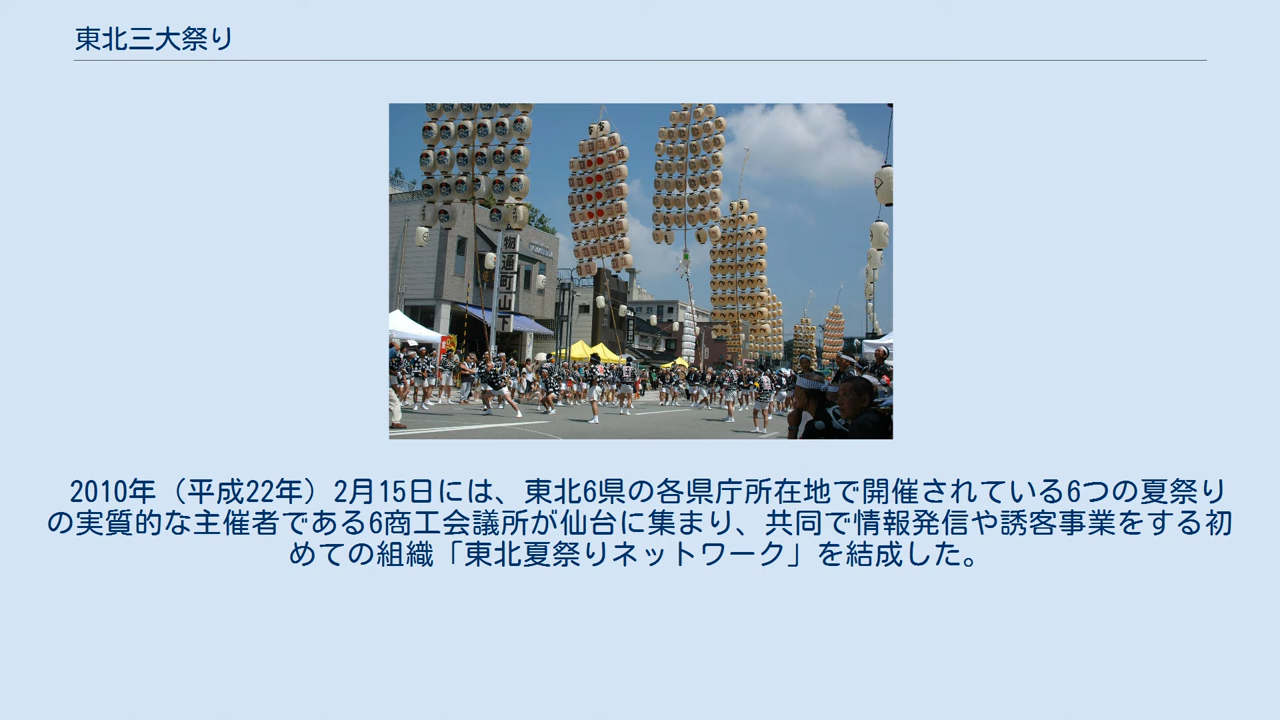 東北三大祭り
物通町山下
2010年（平成22年）2月15日には、東北6県の各県庁所在地で開催されている6つの夏祭り
の実質的な主催者である6商工会議所が仙台に集まり、共同で情報発信や誘客事業をする初
めての組織「東北夏祭りネットワーク」を結成した。